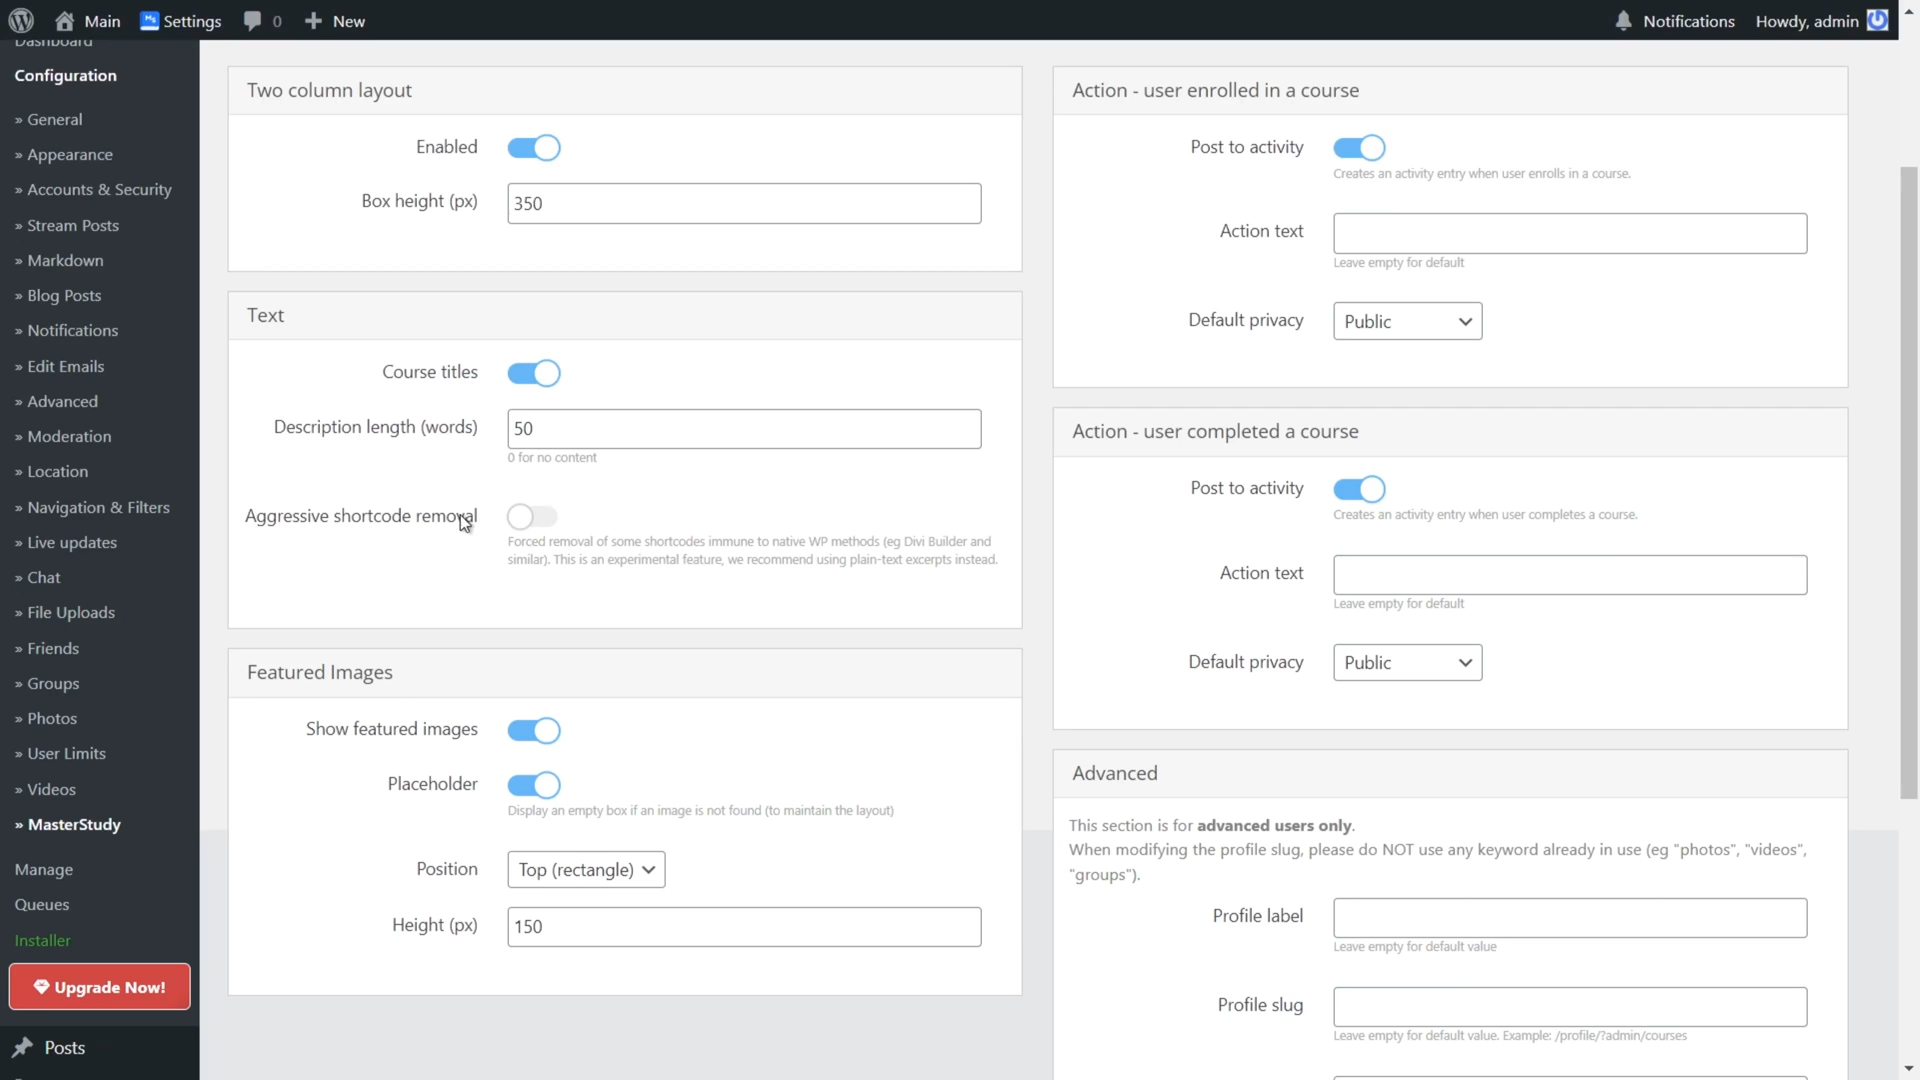 Main
Settings
0
New
Notifications
Howdy, admin
Dashboard
Configuration
» General
» Appearance
» Accounts & Security
» Stream Posts
» Markdown
» Blog Posts
» Notifications
» Edit Emails
» Advanced
» Moderation
» Location
» Navigation & Filters
» Live updates
» Chat
» File Uploads
» Friends
» Groups
» Photos
» User Limits
» Videos
» MasterStudy
Manage
Queues
Installer
Upgrade Now!
Posts
Two column layout
Enabled
Box height (px)
350
Text
Course titles
Description length (words)
50
0 for no content
Aggressive shortcode removal
Forced removal of some shortcodes immune to native WP methods (eg Divi Builder and
similar). This is an experimental feature, we recommend using plain-text excerpts instead.
Featured Images
Show featured images
Placeholder
Display an empty box if an image is not found (to maintain the layout)
Position
Top (rectangle)
Height (px)
150
Action - user enrolled in a course
Post to activity
Creates an activity entry when user enrolls in a course.
Action text
Leave empty for default
Default privacy
Public
Action - user completed a course
Post to activity
Creates an activity entry when user completes a course.
Action text
Leave empty for default
Default privacy
Public
Advanced
This section is for advanced users only.
When modifying the profile slug, please do NOT use any keyword already in use (eg "photos", "videos",
"groups").
Profile label
Leave empty for default value
Profile slug
Leave empty for default value. Example: /profile/?admin/courses